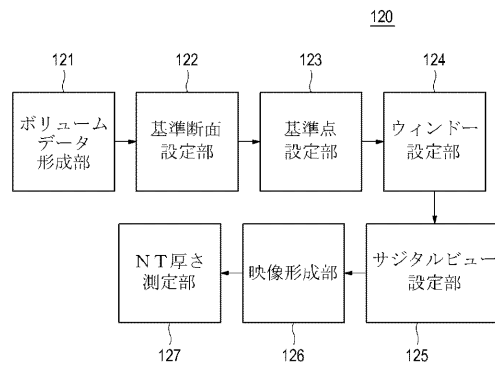 120
121
122
123
124
ボリューム
データ
形成部
基準断面
設定部
基準点
設定部
ウィンドー
設定部
NT厚さ
測定部
映像形成部
サジタルビュー
設定部
127
126
125